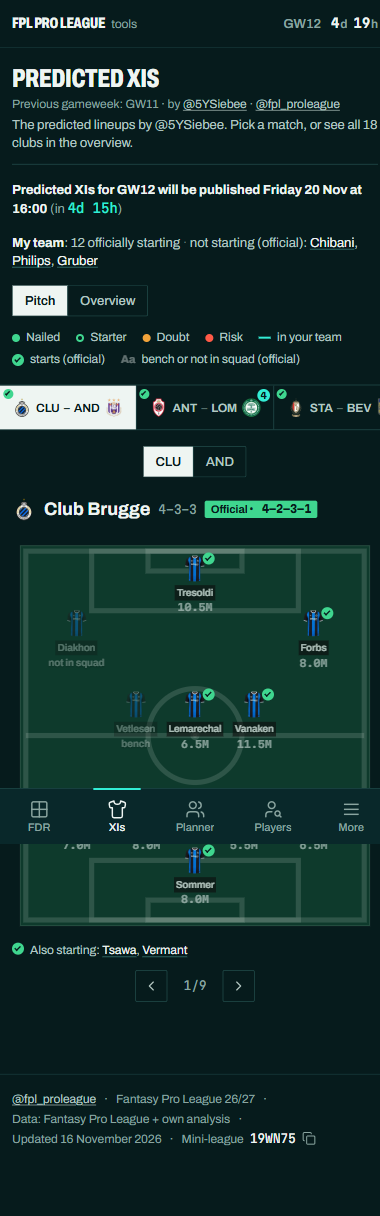 FPL PRO LEAGUE tools GW12 4d 19h
PREDICTED XIS
Previous gameweek: GW11 · by @5YSiebee · @fpl_proleague
The predicted lineups by @5YSiebee. Pick a match, or see all 18
clubs in the overview.
Predicted XIs for GW12 will be published Friday 20 Nov at
16:00 (in 4d 15h)
My team: 12 officially starting · not starting (official): Chibani,
Philips, Gruber
Pitch Overview
Nailed Starter Doubt Risk in your team
starts (official) Aa bench or not in squad (official)
CLU – AND ANT – LOM 4 STA – BEV
CLU AND
Club Brugge 4-3-3 Official · 4-2-3-1
Tresoldi
10.5M
Diakhon Forbs
not in squad 8.0M
Vetlesen Lemarechal Vanaken
bench 6.5M 11.5M
FDR XIs Planner Players More
7.0M 8.0M 5.5M 6.5M
Sommer
8.0M
Also starting: Tsawa, Vermant
1/9
@fpl_proleague · Fantasy Pro League 26/27 ·
Data: Fantasy Pro League + own analysis ·
Updated 16 November 2026 · Mini-league 19WN75